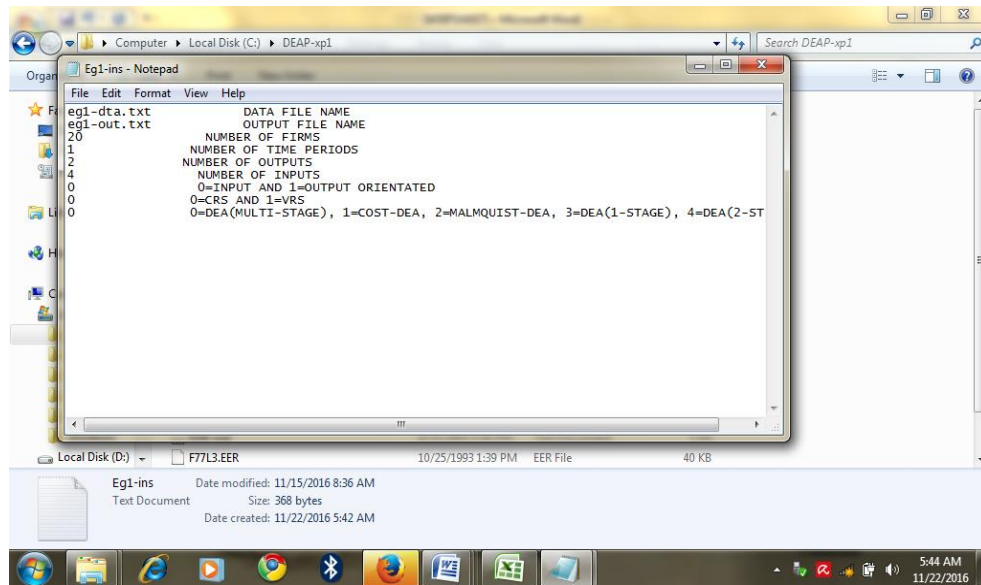 Computer ▸ Local Disk (C:) ▸ DEAP-xp1
Search DEAP-xp1
Organ
Eg1-ins - Notepad
File Edit Format View Help
eg1-dta.txt DATA FILE NAME
eg1-out.txt OUTPUT FILE NAME
20 NUMBER OF FIRMS
1 NUMBER OF TIME PERIODS
2 NUMBER OF OUTPUTS
4 NUMBER OF INPUTS
0 0=INPUT AND 1=OUTPUT ORIENTATED
0 0=CRS AND 1=VRS
0 0=DEA(MULTI-STAGE), 1=COST-DEA, 2=MALMQUIST-DEA, 3=DEA(1-STAGE), 4=DEA(2-ST
Fa
Li
H
C
Local Disk (D:)
F77L3.EER 10/25/1993 1:39 PM EER File 40 KB
Eg1-ins Date modified: 11/15/2016 8:36 AM
Text Document Size: 368 bytes
Date created: 11/22/2016 5:42 AM
5:44 AM
11/22/2016